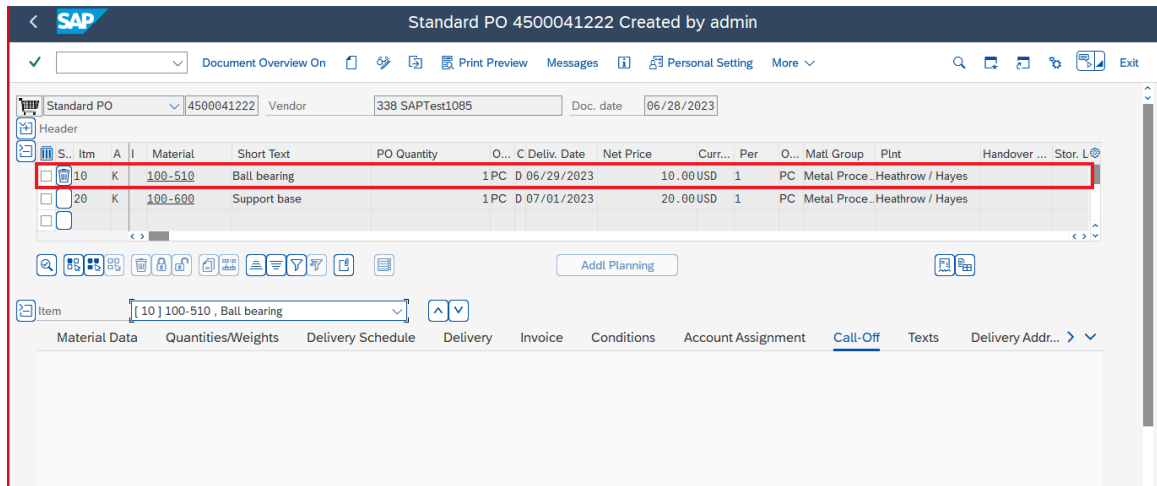 SAP Standard PO 4500041222 Created by admin
Document Overview On Print Preview Messages Personal Setting More Exit
Standard PO 4500041222 Vendor 338 SAPTest1085 Doc. date 06/28/2023
Header
S.. Itm A I Material Short Text PO Quantity O... C Deliv. Date Net Price Curr... Per O... Matl Group Plnt Handover ... Stor. L
10 K 100-510 Ball bearing 1 PC D 06/29/2023 10.00 USD 1 PC Metal Proce... Heathrow / Hayes
20 K 100-600 Support base 1 PC D 07/01/2023 20.00 USD 1 PC Metal Proce... Heathrow / Hayes
Addl Planning
Item [ 10 ] 100-510 , Ball bearing
Material Data Quantities/Weights Delivery Schedule Delivery Invoice Conditions Account Assignment Call-Off Texts Delivery Addr...